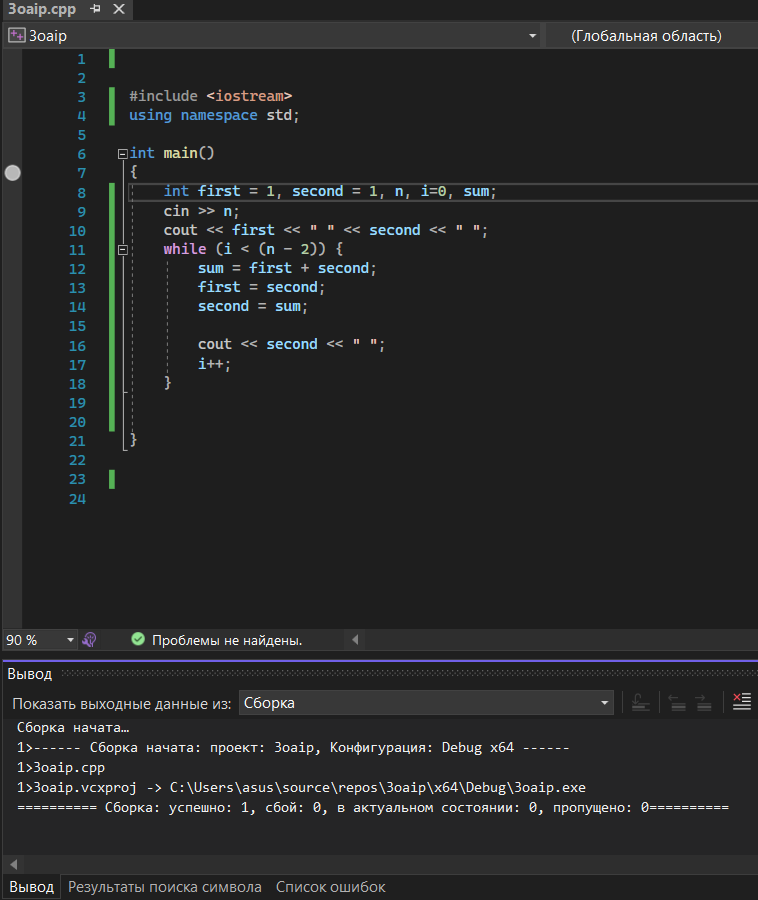 3oaip.cpp
3oaip (Глобальная область)
1
2
3 #include <iostream>
4 using namespace std;
5
6 int main()
7 {
8 int first = 1, second = 1, n, i=0, sum;
9 cin >> n;
10 cout << first << " " << second << " ";
11 while (i < (n - 2)) {
12 sum = first + second;
13 first = second;
14 second = sum;
15
16 cout << second << " ";
17 i++;
18 }
19
20
21 }
22
23
24
90 % Проблемы не найдены.
Вывод
Показать выходные данные из: Сборка
Сборка начата…
1>------ Сборка начата: проект: 3oaip, Конфигурация: Debug x64 ------
1>3oaip.cpp
1>3oaip.vcxproj -> C:\Users\asus\source\repos\3oaip\x64\Debug\3oaip.exe
========== Сборка: успешно: 1, сбой: 0, в актуальном состоянии: 0, пропущено: 0==========
Вывод Результаты поиска символа Список ошибок